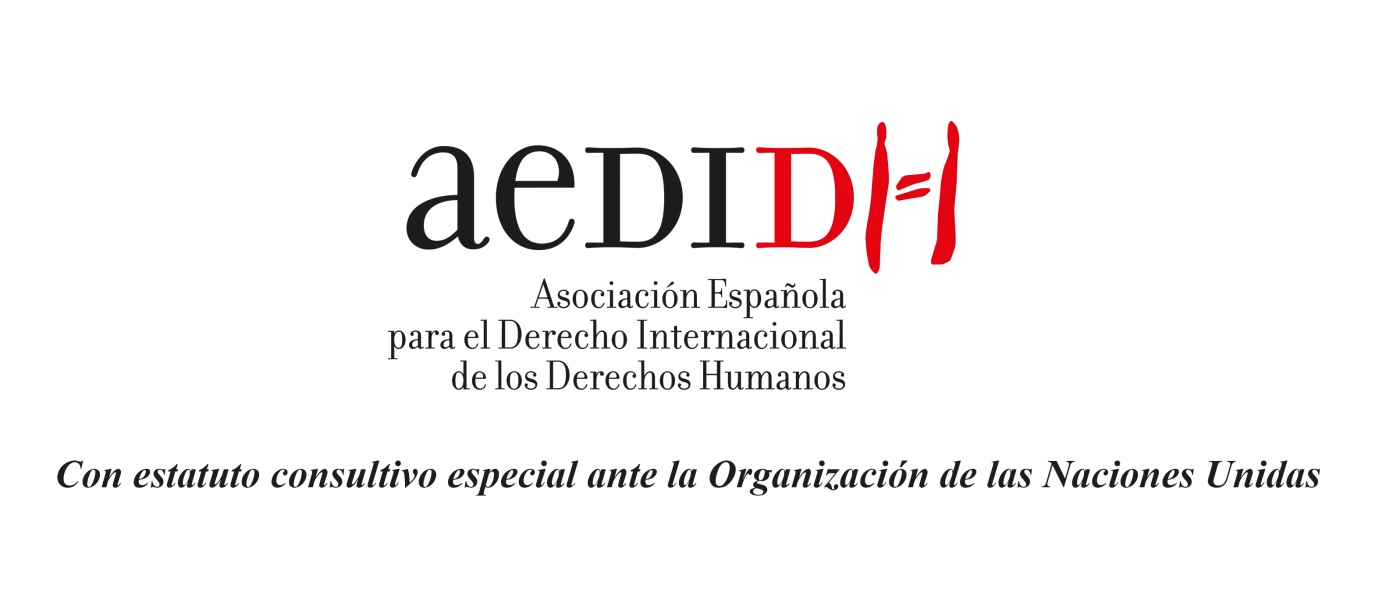 aeDIDH
Asociación Española
para el Derecho Internacional
de los Derechos Humanos
Con estatuto consultivo especial ante la Organización de las Naciones Unidas